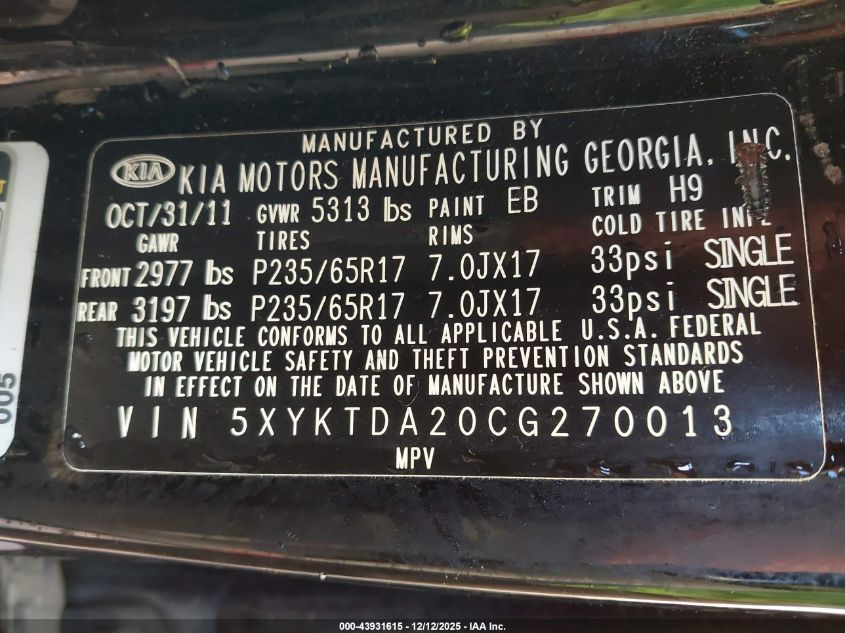 MANUFACTURED BY
KIA KIA MOTORS MANUFACTURING GEORGIA, INC.
OCT/31/11 GVWR 5313 lbs PAINT EB TRIM H9
GAWR TIRES RIMS COLD TIRE INFL
FRONT 2977 lbs P235/65R17 7.0JX17 33psi SINGLE
REAR 3197 lbs P235/65R17 7.0JX17 33psi SINGLE
THIS VEHICLE CONFORMS TO ALL APPLICABLE U.S.A. FEDERAL
MOTOR VEHICLE SAFETY AND THEFT PREVENTION STANDARDS
IN EFFECT ON THE DATE OF MANUFACTURE SHOWN ABOVE
VIN 5XYKTDA20CG270013
MPV
005
000-43931615 - 12/12/2025 - IAA Inc.